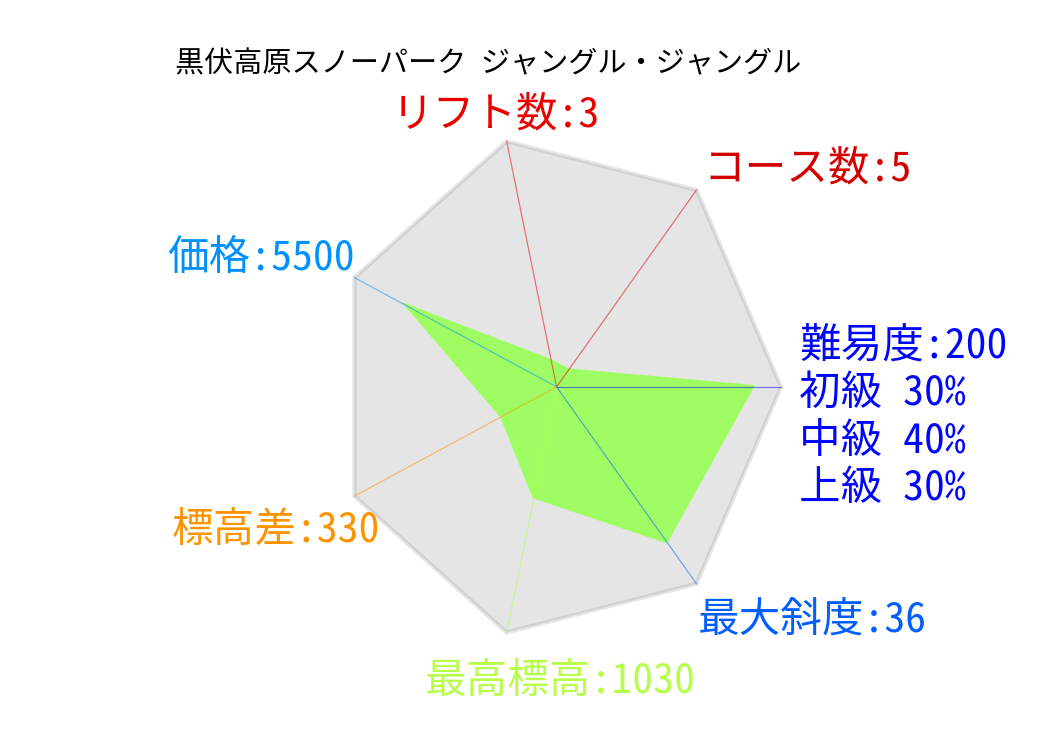 黒伏高原スノーパーク ジャングル・ジャングル
リフト数:3
コース数:5
価格:5500
難易度:200
初級 30%
中級 40%
上級 30%
標高差:330
最大斜度:36
最高標高:1030